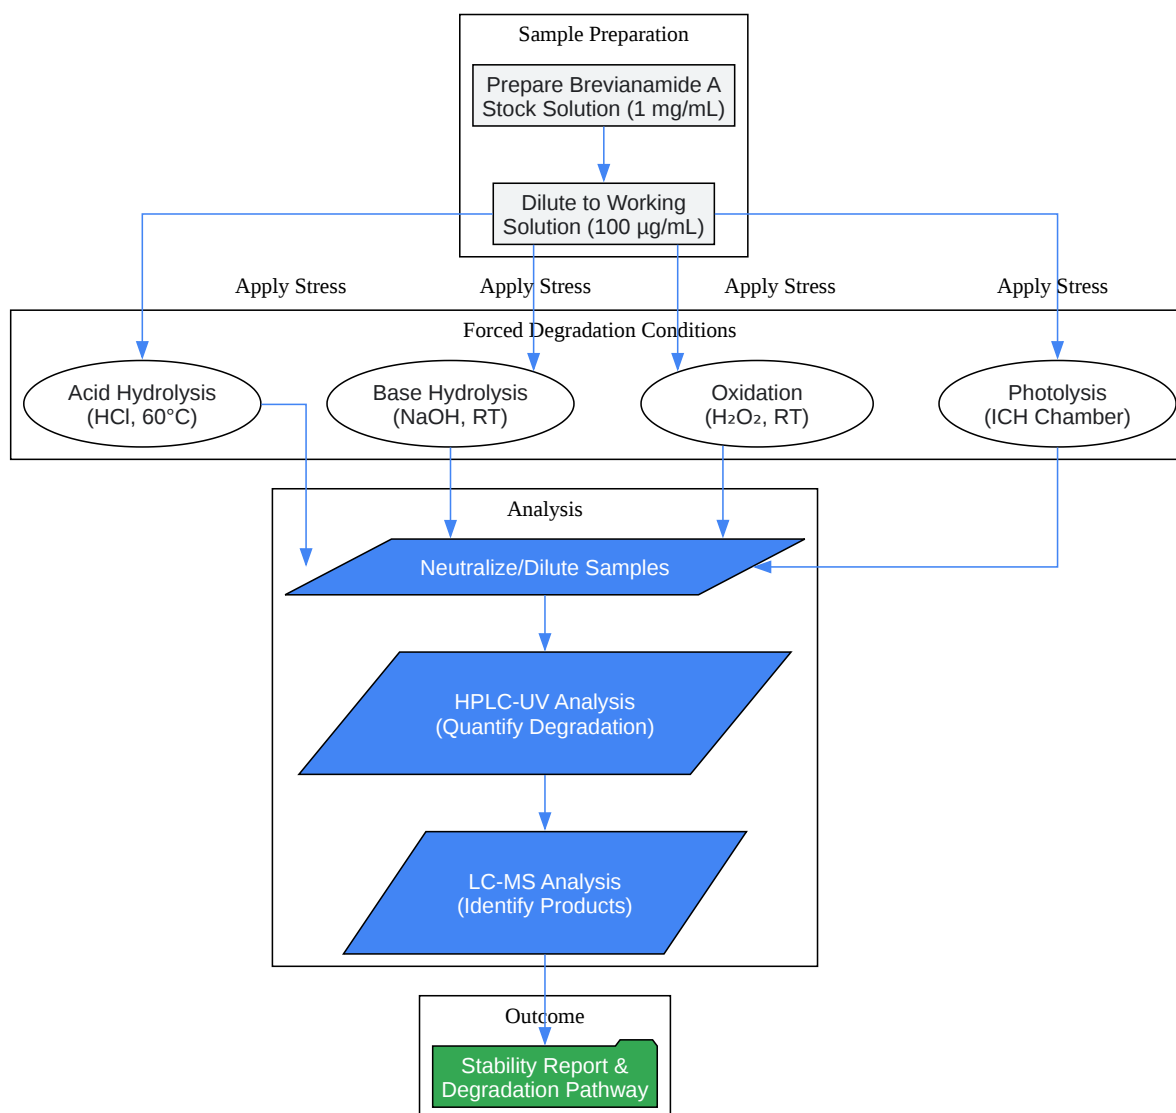 Sample Preparation
Prepare Brevianamide A
Stock Solution (1 mg/mL)
Dilute to Working
Solution (100 µg/mL)
Apply Stress
Apply Stress
Apply Stress
Apply Stress
Forced Degradation Conditions
Acid Hydrolysis
(HCl, 60°C)
Base Hydrolysis
(NaOH, RT)
Oxidation
(H₂O₂, RT)
Photolysis
(ICH Chamber)
Analysis
Neutralize/Dilute Samples
HPLC-UV Analysis
(Quantify Degradation)
LC-MS Analysis
(Identify Products)
Outcome
Stability Report &
Degradation Pathway